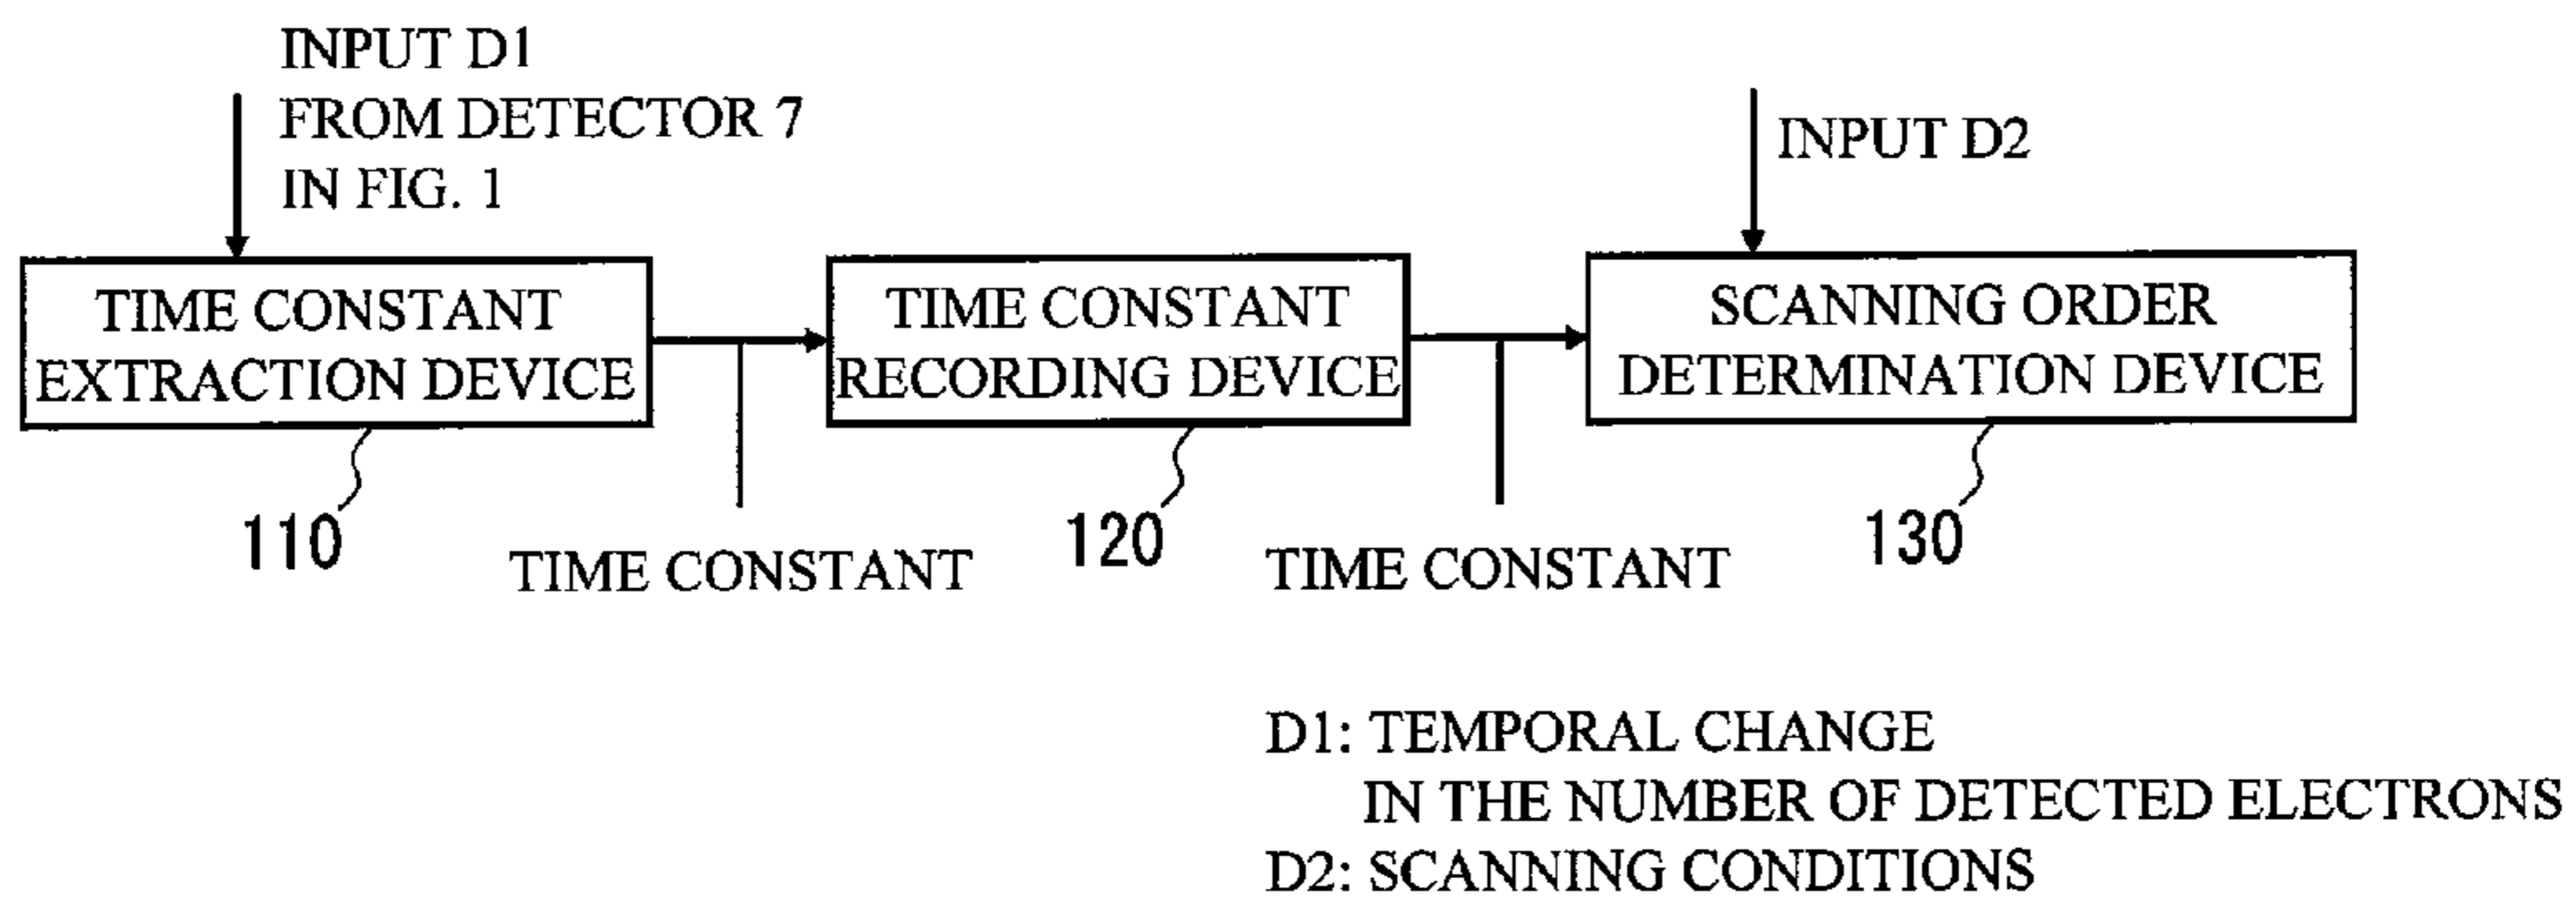 INPUT D1
FROM DETECTOR 7
IN FIG. 1
INPUT D2
TIME CONSTANT
EXTRACTION DEVICE
TIME CONSTANT
RECORDING DEVICE
SCANNING ORDER
DETERMINATION DEVICE
110
TIME CONSTANT
120
TIME CONSTANT
130
D1: TEMPORAL CHANGE
IN THE NUMBER OF DETECTED ELECTRONS
D2: SCANNING CONDITIONS